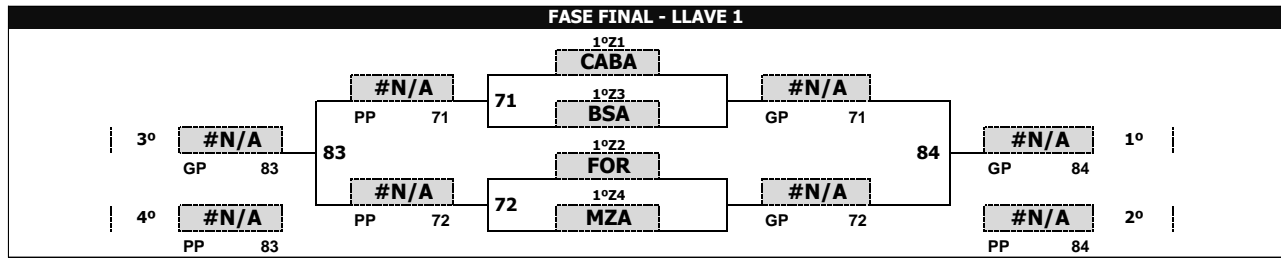 FASE FINAL - LLAVE 1
1ºZ1
CABA
#N/A
71
1ºZ3
#N/A
PP 71
BSA
GP 71
3º #N/A
83
1ºZ2
84
#N/A 1º
GP 83
FOR
GP 84
#N/A
72
1ºZ4
#N/A
4º #N/A
PP 72
MZA
GP 72
#N/A 2º
PP 83
PP 84